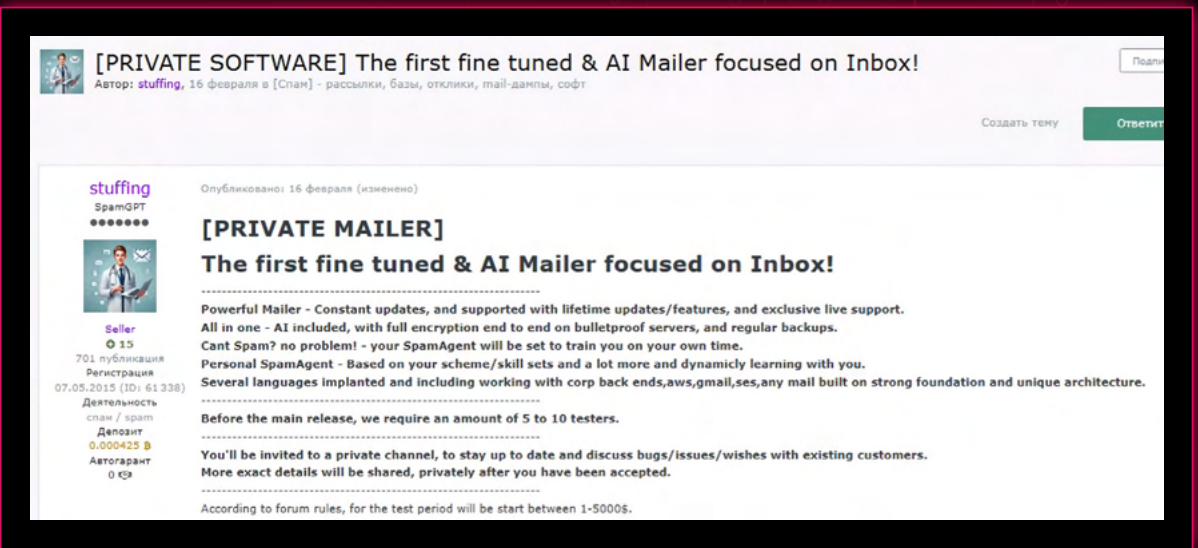 [PRIVATE SOFTWARE] The first fine tuned & AI Mailer focused on Inbox!
Автор: stuffing, 16 февраля в [Спам] - рассылки, базы, отклики, mail-дампы, софт
Создать тему
stuffing
SpamGPT
Seller
15
701 публикация
Регистрация
07.05.2015 (ID: 61 338)
Деятельность
спам / spam
Депозит
0.000425 ₿
Автогарант
0
Опубликовано: 16 февраля (изменено)
[PRIVATE MAILER]
The first fine tuned & AI Mailer focused on Inbox!
------------------------------------------------------------------
Powerful Mailer - Constant updates, and supported with lifetime updates/features, and exclusive live support.
All in one - AI included, with full encryption end to end on bulletproof servers, and regular backups.
Cant Spam? no problem! - your SpamAgent will be set to train you on your own time.
Personal SpamAgent - Based on your scheme/skill sets and a lot more and dynamicly learning with you.
Several languages implanted and including working with corp back ends,aws,gmail,ses,any mail built on strong foundation and unique architecture.
------------------------------------------------------------------
Before the main release, we require an amount of 5 to 10 testers.
------------------------------------------------------------------
You'll be invited to a private channel, to stay up to date and discuss bugs/issues/wishes with existing customers.
More exact details will be shared, privately after you have been accepted.
------------------------------------------------------------------
According to forum rules, for the test period will be start between 1-5000$.